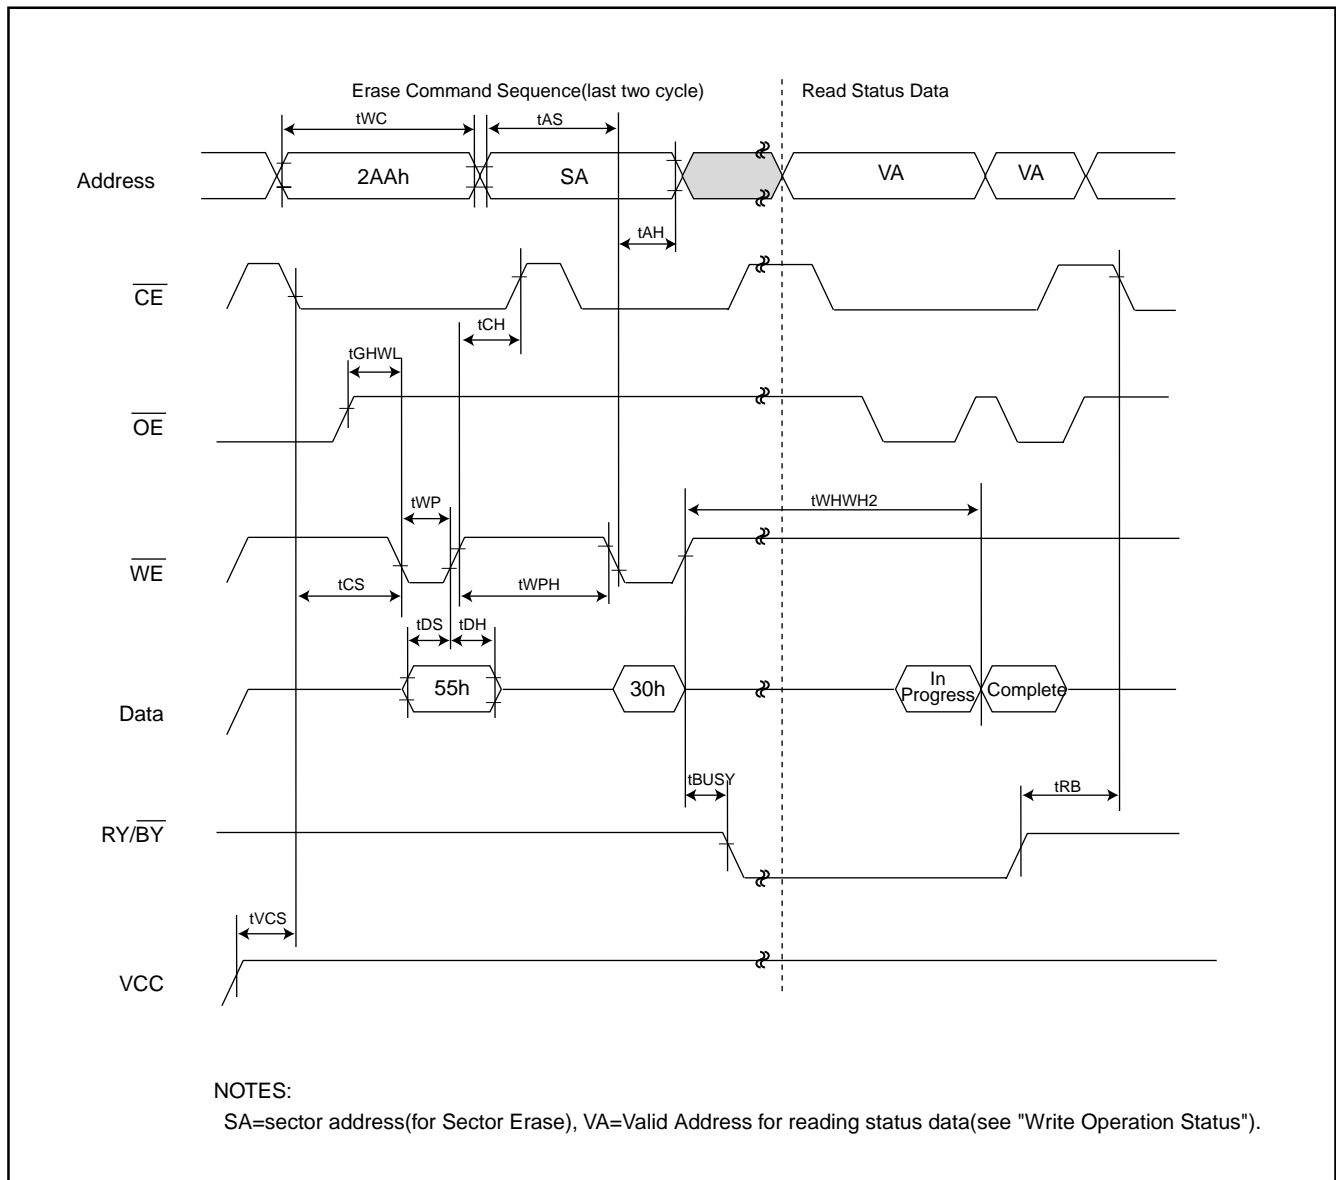 Erase Command Sequence(last two cycle) Read Status Data
tWC tAS
Address 2AAh SA VA VA
tAH
CE
tCH
tGHWL
OE
tWP tWHWH2
WE
tCS tWPH
tDS tDH
Data 55h 30h In Progress Complete
tBUSY tRB
RY/BY
tVCS
VCC
NOTES:
SA=sector address(for Sector Erase), VA=Valid Address for reading status data(see "Write Operation Status").